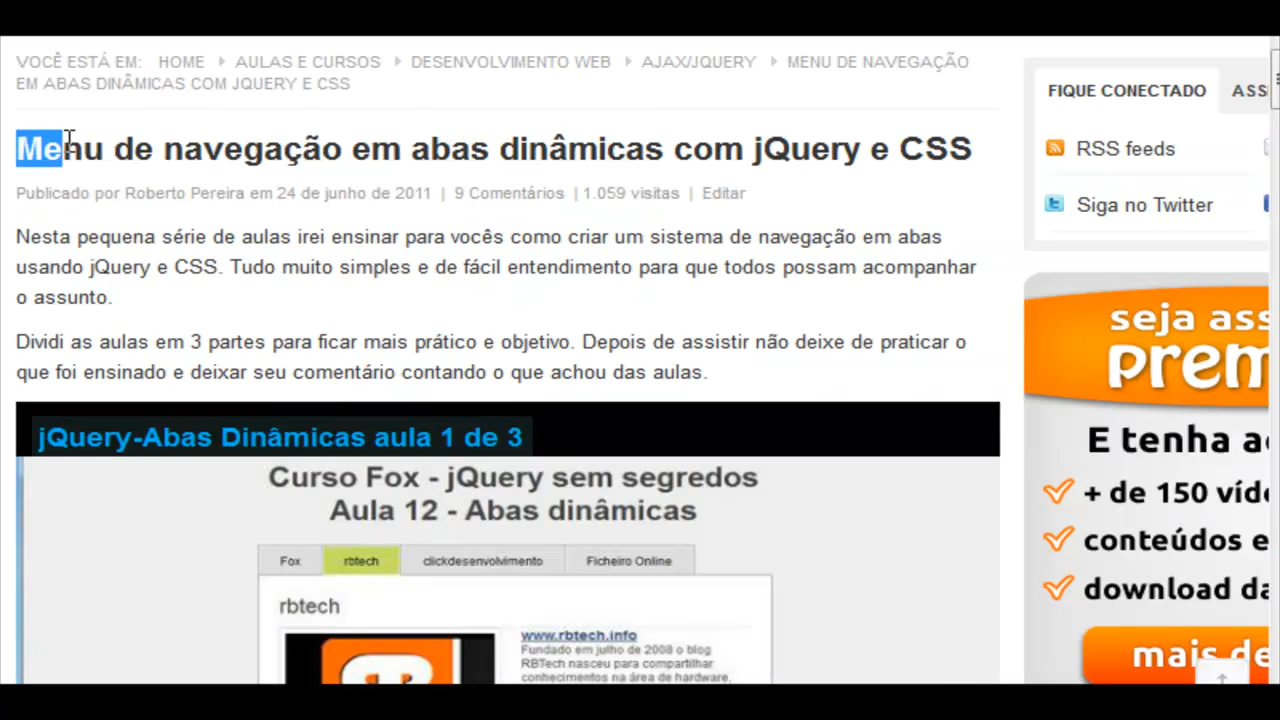 VOCÊ ESTÁ EM: HOME AULAS E CURSOS DESENVOLVIMENTO WEB AJAX/JQUERY MENU DE NAVEGAÇÃO
EM ABAS DINÂMICAS COM JQUERY E CSS
Menu de navegação em abas dinâmicas com jQuery e CSS
Publicado por Roberto Pereira em 24 de junho de 2011 | 9 Comentários | 1.059 visitas | Editar
Nesta pequena série de aulas irei ensinar para vocês como criar um sistema de navegação em abas
usando jQuery e CSS. Tudo muito simples e de fácil entendimento para que todos possam acompanhar
o assunto.
Dividi as aulas em 3 partes para ficar mais prático e objetivo. Depois de assistir não deixe de praticar o
que foi ensinado e deixar seu comentário contando o que achou das aulas.
jQuery-Abas Dinâmicas aula 1 de 3
Curso Fox - jQuery sem segredos
Aula 12 - Abas dinâmicas
Fox rbtech clickdesenvolvimento Ficheiro Online
rbtech
www.rbtech.info
Fundado em julho de 2008 o blog
RBTech nasceu para compartilhar
conhecimentos na área de hardware,
FIQUE CONECTADO ASS
RSS feeds
Siga no Twitter
seja ass
prem
E tenha a
+ de 150 víde
conteúdos e
download da
mais de